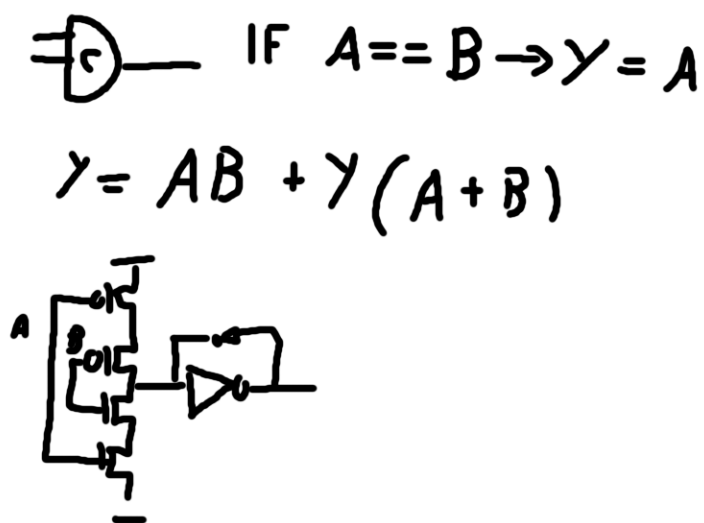 C IF A == B → Y = A
Y = AB + Y(A + B)
A
B